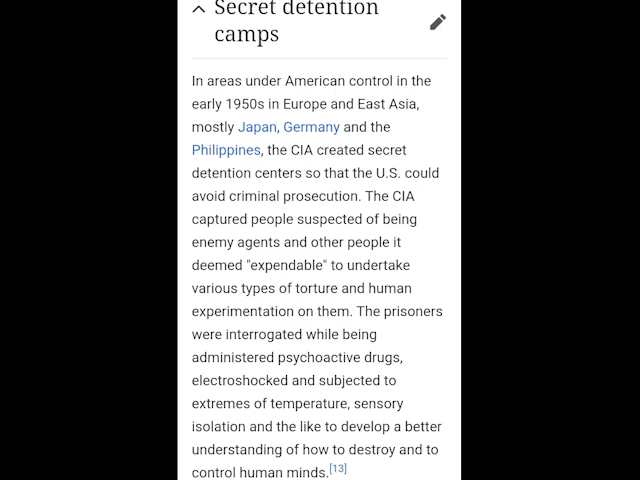 Secret detention
camps
In areas under American control in the
early 1950s in Europe and East Asia,
mostly Japan, Germany and the
Philippines, the CIA created secret
detention centers so that the U.S. could
avoid criminal prosecution. The CIA
captured people suspected of being
enemy agents and other people it
deemed "expendable" to undertake
various types of torture and human
experimentation on them. The prisoners
were interrogated while being
administered psychoactive drugs,
electroshocked and subjected to
extremes of temperature, sensory
isolation and the like to develop a better
understanding of how to destroy and to
control human minds.[13]